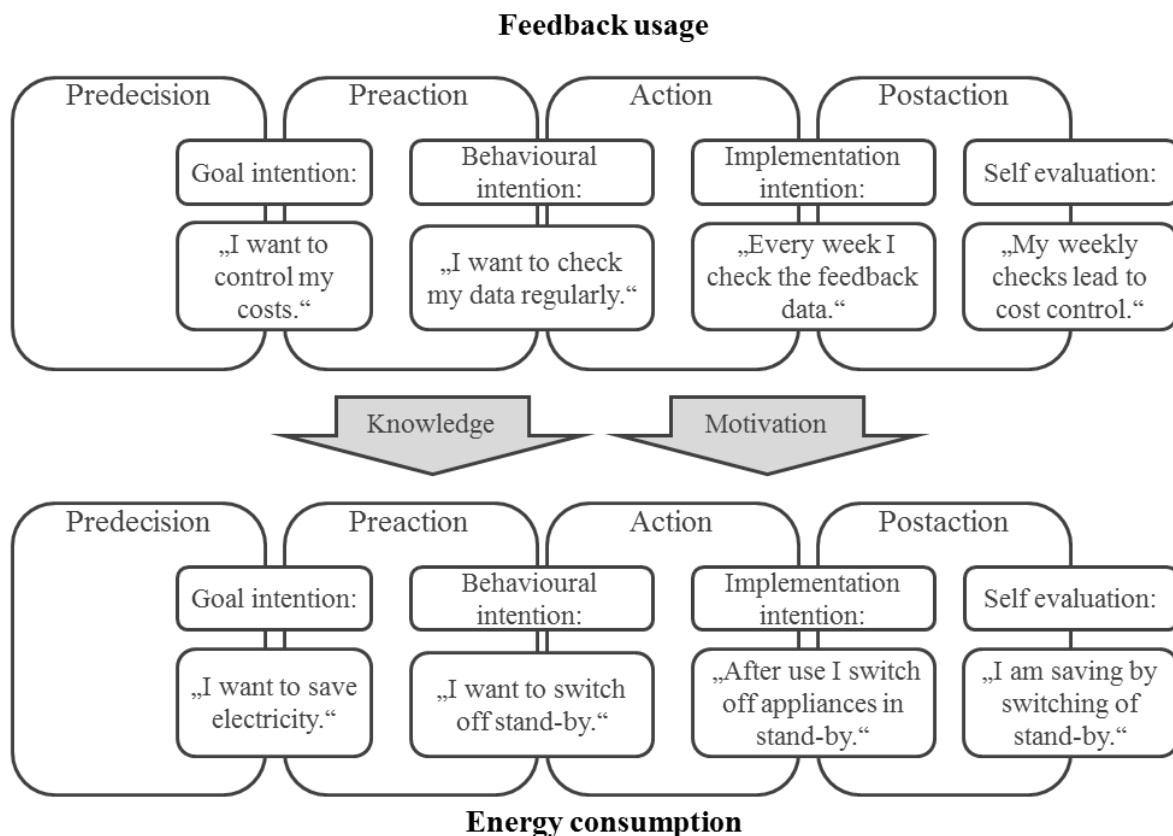 Feedback usage
Predecision
Preaction
Action
Postaction
Goal intention:
Behavioural
intention:
Implementation
intention:
Self evaluation:
„I want to
control my
costs.“
„I want to check
my data regularly.“
„Every week I
check the feedback
data.“
„My weekly
checks lead to
cost control.“
Knowledge
Motivation
Predecision
Preaction
Action
Postaction
Goal intention:
Behavioural
intention:
Implementation
intention:
Self evaluation:
„I want to save
electricity.“
„I want to switch
off stand-by.“
„After use I switch
off appliances in
stand-by.“
„I am saving by
switching of
stand-by.“
Energy consumption